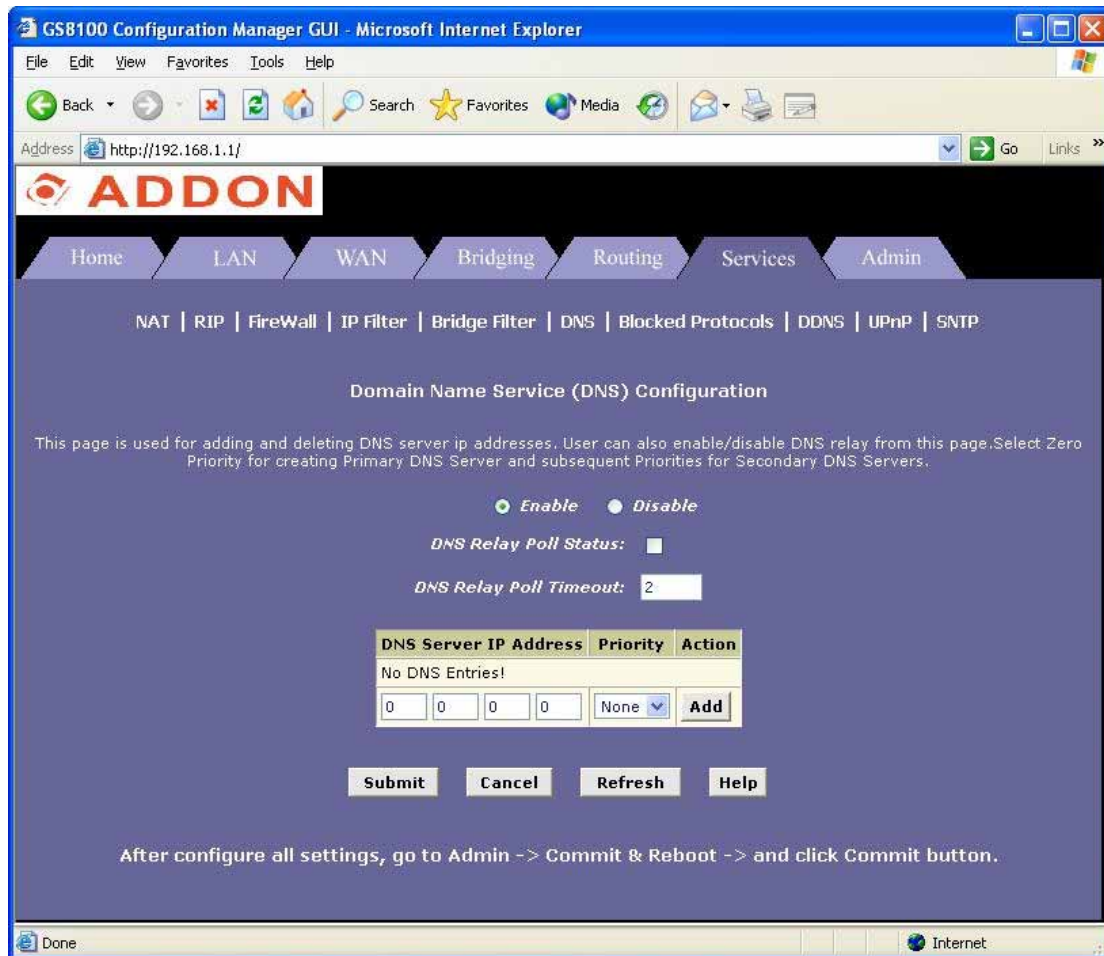 GS8100 Configuration Manager GUI - Microsoft Internet Explorer
File Edit View Favorites Tools Help
Back Search Favorites Media
Address http://192.168.1.1/ Go Links »
ADDON
Home LAN WAN Bridging Routing Services Admin
NAT | RIP | FireWall | IP Filter | Bridge Filter | DNS | Blocked Protocols | DDNS | UPnP | SNTP
Domain Name Service (DNS) Configuration
This page is used for adding and deleting DNS server ip addresses. User can also enable/disable DNS relay from this page.Select Zero
Priority for creating Primary DNS Server and subsequent Priorities for Secondary DNS Servers.
Enable Disable
DNS Relay Poll Status:
DNS Relay Poll Timeout: 2
DNS Server IP Address Priority Action
No DNS Entries!
0 0 0 0 None Add
Submit Cancel Refresh Help
After configure all settings, go to Admin -> Commit & Reboot -> and click Commit button.
Done Internet